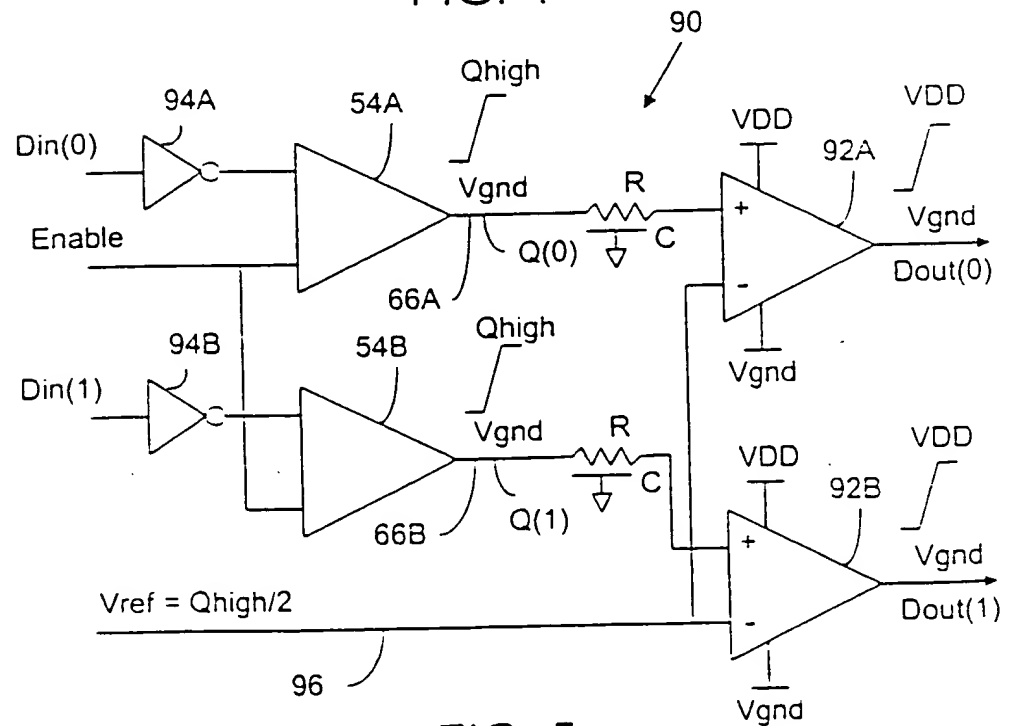 90
Qhigh
VDD
94A
54A
VDD
92A
Din(0)
Vgnd
R
+
Vgnd
Enable
Q(0)
C
Dout(0)
66A
-
Qhigh
94B
54B
Vgnd
Din(1)
Vgnd
R
VDD
VDD
C
92B
66B
Q(1)
+
Vgnd
Vref = Qhigh/2
-
Dout(1)
96
Vgnd